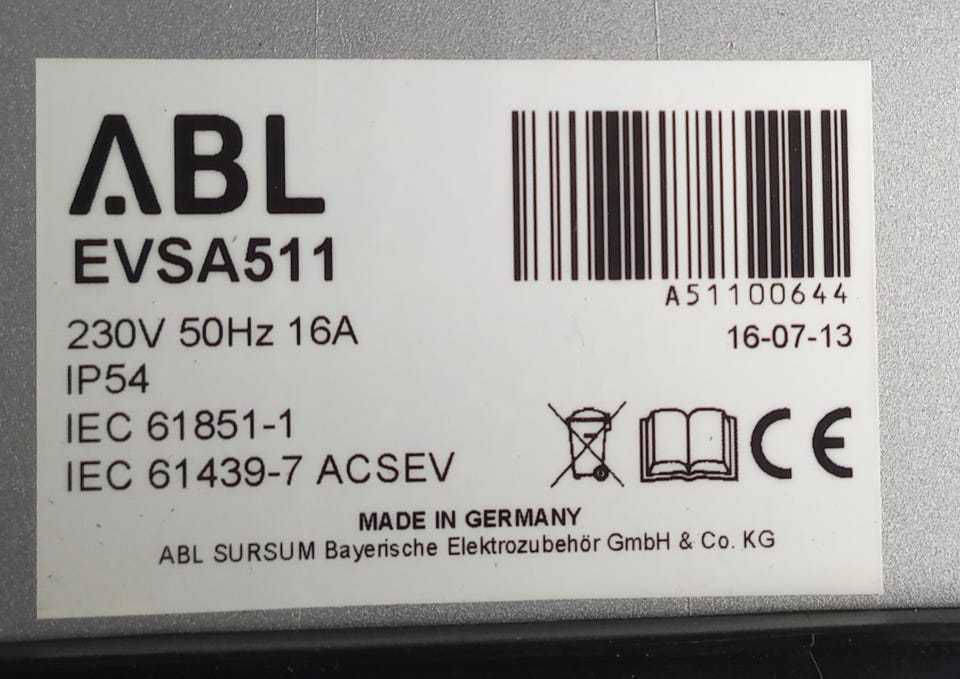 ABL
EVSA511
230V 50Hz 16A
IP54
IEC 61851-1
IEC 61439-7 ACSEV
A51100644
16-07-13
CE
MADE IN GERMANY
ABL SURSUM Bayerische Elektrozubehör GmbH & Co. KG